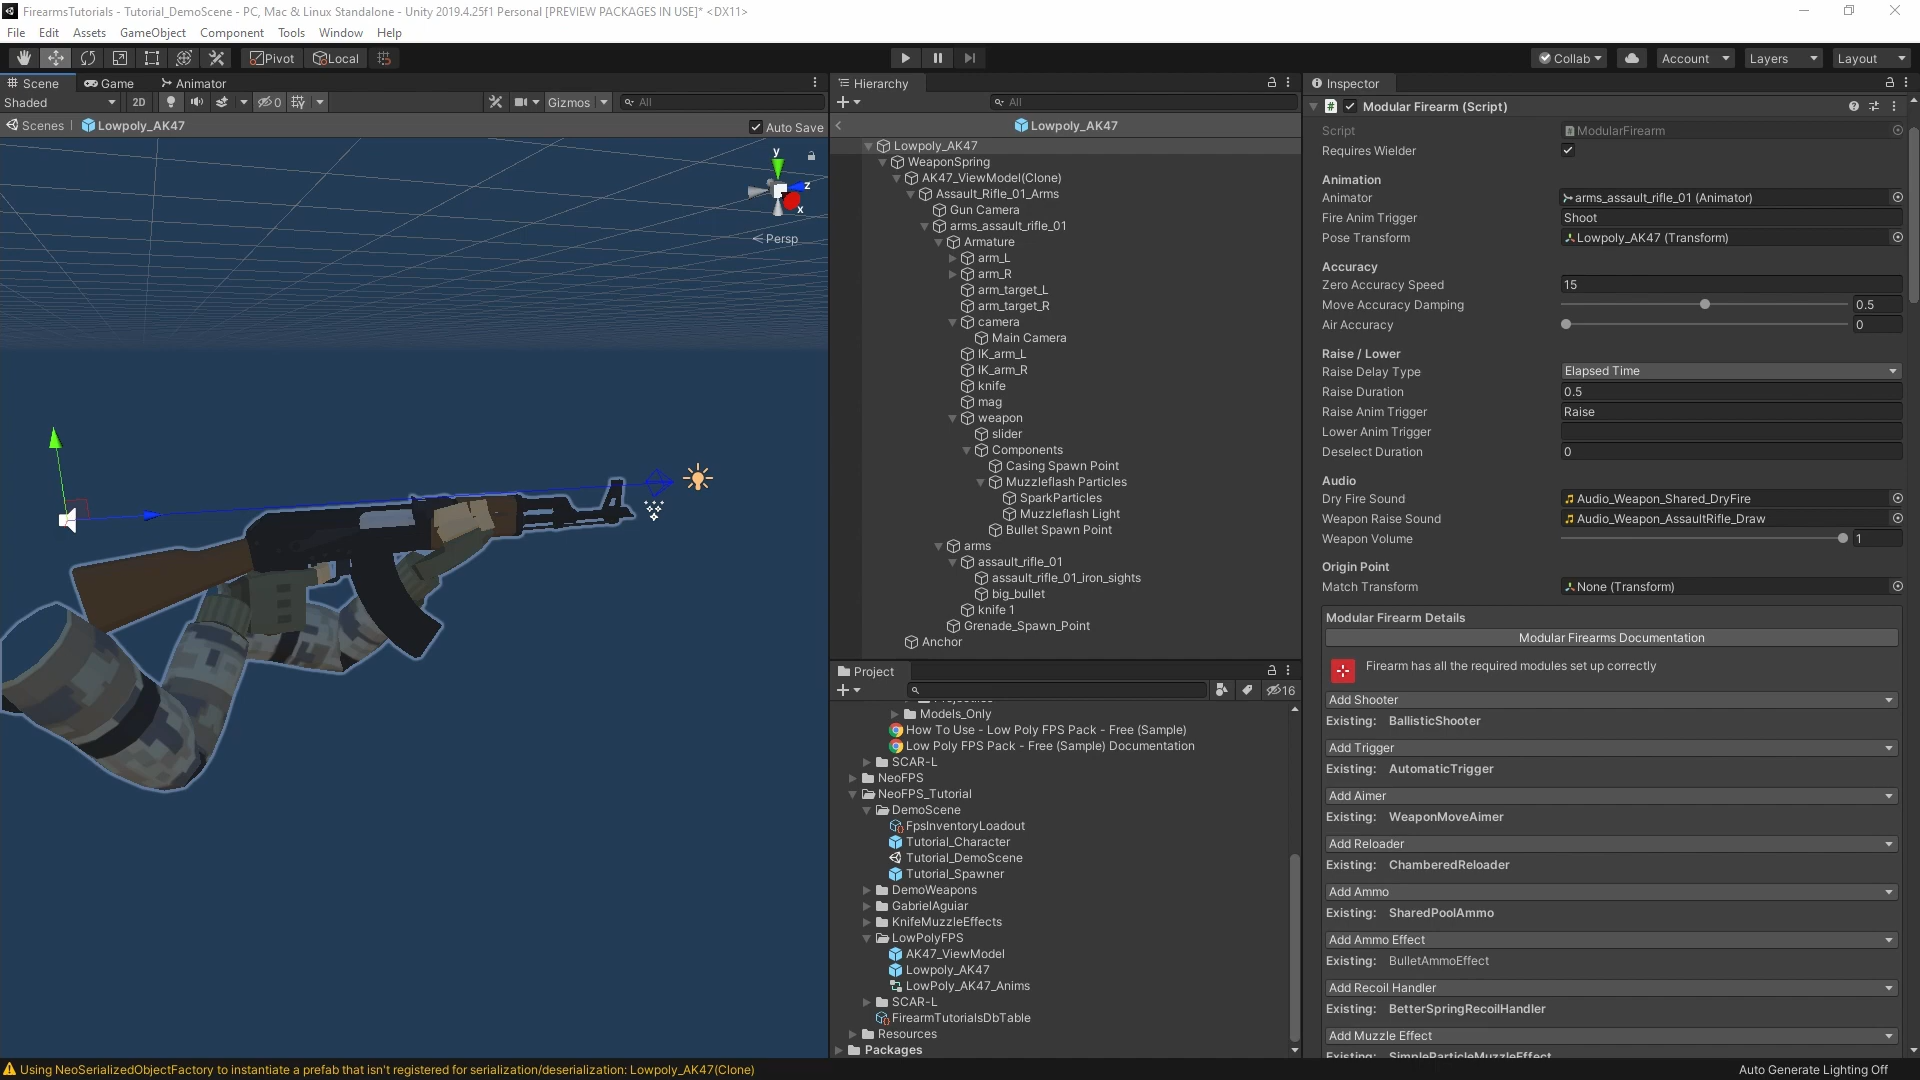 FirearmsTutorials - Tutorial_DemoScene - PC, Mac & Linux Standalone - Unity 2019.4.25f1 Personal [PREVIEW PACKAGES IN USE]* <DX11>
File Edit Assets GameObject Component Tools Window Help
Pivot Local Collab Account Layers Layout
Scene Game Animator
Shaded 2D 0 Gizmos All
Scenes Lowpoly_AK47 Auto Save
y
z
x
< Persp
Hierarchy
All
Lowpoly_AK47
Lowpoly_AK47
WeaponSpring
AK47_ViewModel(Clone)
Assault_Rifle_01_Arms
Gun Camera
arms_assault_rifle_01
Armature
arm_L
arm_R
arm_target_L
arm_target_R
camera
Main Camera
IK_arm_L
IK_arm_R
knife
mag
weapon
slider
Components
Casing Spawn Point
Muzzleflash Particles
SparkParticles
Muzzleflash Light
Bullet Spawn Point
arms
assault_rifle_01
assault_rifle_01_iron_sights
big_bullet
knife 1
Grenade_Spawn_Point
Anchor
Project
16
Models_Only
How To Use - Low Poly FPS Pack - Free (Sample)
Low Poly FPS Pack - Free (Sample) Documentation
SCAR-L
NeoFPS
NeoFPS_Tutorial
DemoScene
FpsInventoryLoadout
Tutorial_Character
Tutorial_DemoScene
Tutorial_Spawner
DemoWeapons
GabrielAguiar
KnifeMuzzleEffects
LowPolyFPS
AK47_ViewModel
Lowpoly_AK47
LowPoly_AK47_Anims
SCAR-L
FirearmTutorialsDbTable
Resources
Packages
Inspector
# Modular Firearm (Script)
Script ModularFirearm
Requires Wielder
Animation
Animator arms_assault_rifle_01 (Animator)
Fire Anim Trigger Shoot
Pose Transform Lowpoly_AK47 (Transform)
Accuracy
Zero Accuracy Speed 15
Move Accuracy Damping 0.5
Air Accuracy 0
Raise / Lower
Raise Delay Type Elapsed Time
Raise Duration 0.5
Raise Anim Trigger Raise
Lower Anim Trigger
Deselect Duration 0
Audio
Dry Fire Sound Audio_Weapon_Shared_DryFire
Weapon Raise Sound Audio_Weapon_AssaultRifle_Draw
Weapon Volume 1
Origin Point
Match Transform None (Transform)
Modular Firearm Details
Modular Firearms Documentation
Firearm has all the required modules set up correctly
Add Shooter
Existing: BallisticShooter
Add Trigger
Existing: AutomaticTrigger
Add Aimer
Existing: WeaponMoveAimer
Add Reloader
Existing: ChamberedReloader
Add Ammo
Existing: SharedPoolAmmo
Add Ammo Effect
Existing: BulletAmmoEffect
Add Recoil Handler
Existing: BetterSpringRecoilHandler
Add Muzzle Effect
Existing: SimpleParticleMuzzleEffect
Using NeoSerializedObjectFactory to instantiate a prefab that isn't registered for serialization/deserialization: Lowpoly_AK47(Clone)
Auto Generate Lighting Off